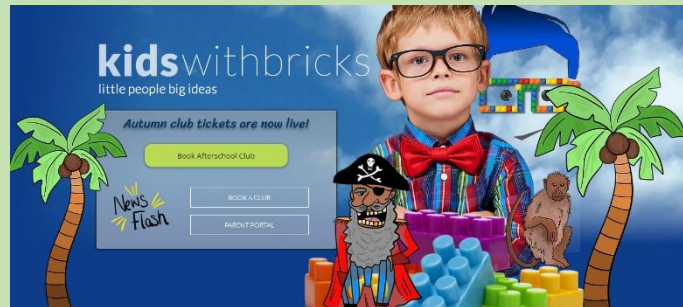 kidswithbricks
little people big ideas
Autumn club tickets are now live!
Book Afterschool Club
News
Flash
BOOK A CLUB
PARENT PORTAL